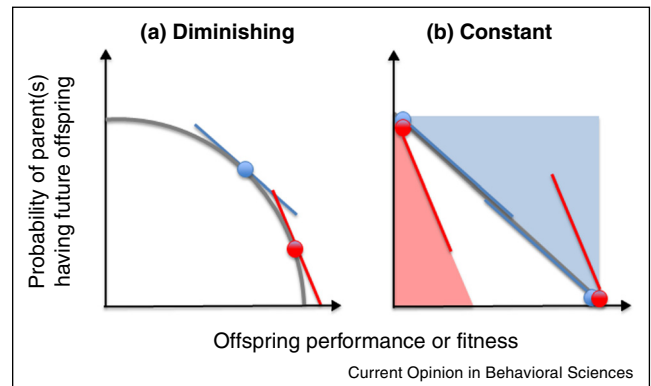 (a) Diminishing
(b) Constant
Probability of parent(s)
having future offspring
Offspring performance or fitness
Current Opinion in Behavioral Sciences